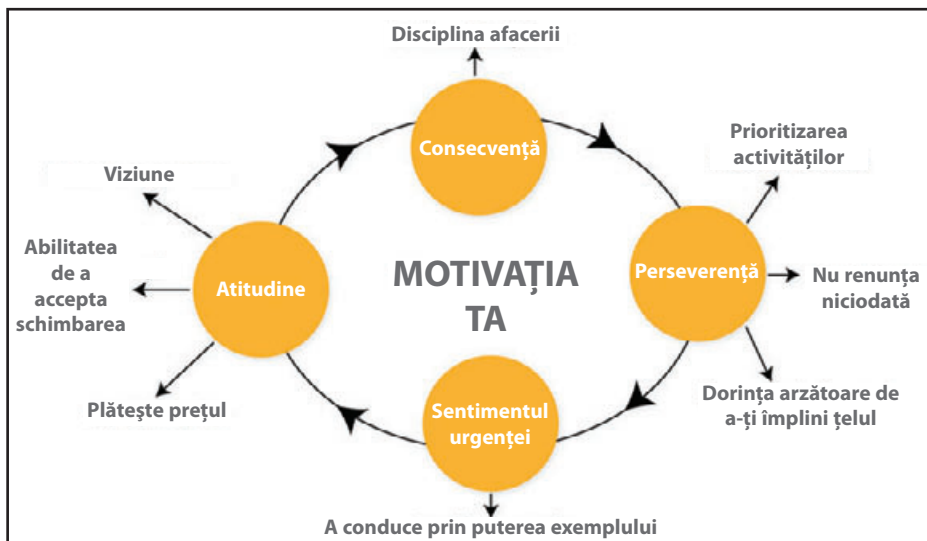 Disciplina afacerii
Consecvență
Prioritizarea
activităților
Viziune
Abilitatea
de a
accepta
schimbarea
Atitudine
MOTIVAȚIA
TA
Perseverență
Nu renunța
niciodată
Plătește prețul
Sentimentul
urgenței
Dorința arzătoare de
a-ți împlini țelul
A conduce prin puterea exemplului